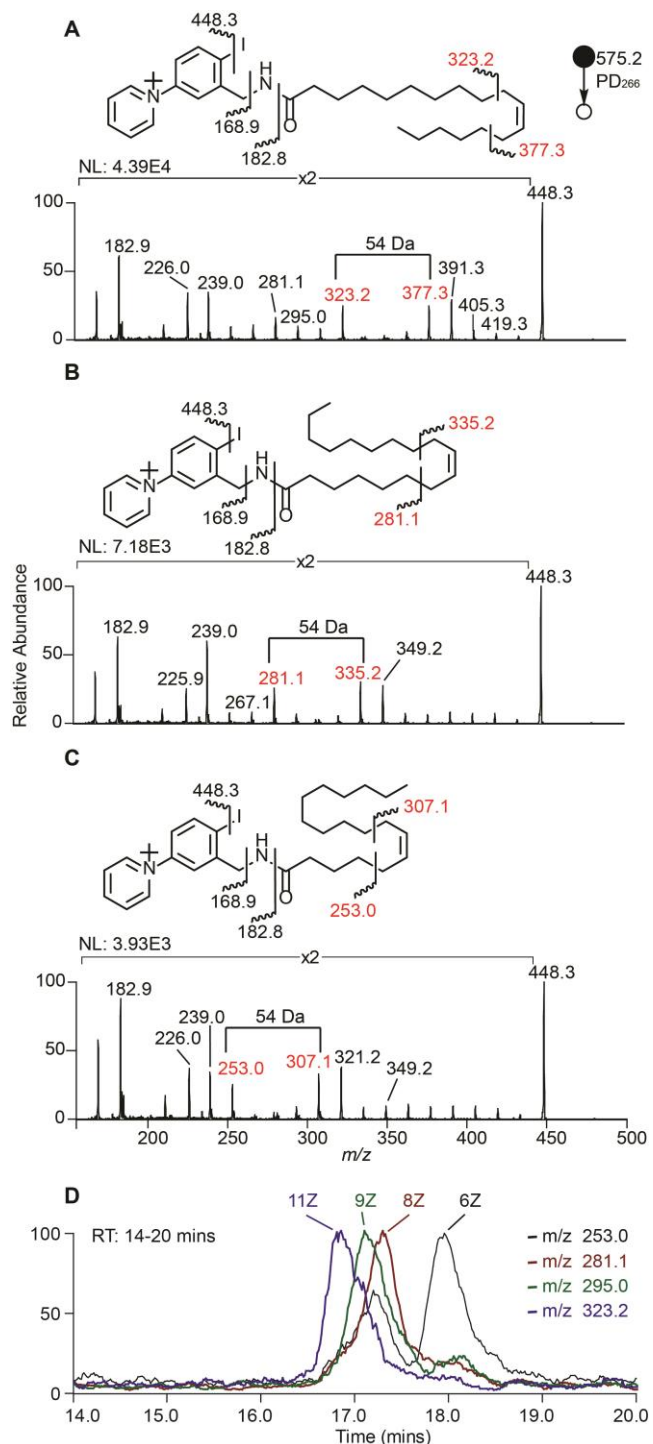 A
448.3
I
H
N
N
+
O
168.9
182.8
323.2
377.3
575.2
PD266
NL: 4.39E4
x2
100
50
0
182.9
226.0
239.0
281.1
295.0
54 Da
323.2
377.3
391.3
405.3
419.3
448.3
B
448.3
I
H
N
N
+
O
168.9
182.8
335.2
281.1
NL: 7.18E3
x2
Relative Abundance
100
50
0
182.9
225.9
239.0
267.1
54 Da
281.1
335.2
349.2
448.3
C
448.3
I
H
N
N
+
O
168.9
182.8
307.1
253.0
NL: 3.93E3
x2
100
50
0
182.9
226.0
239.0
54 Da
253.0
307.1
321.2
349.2
448.3
200 250 300 350 400 450 500
m/z
D
RT: 14-20 mins
11Z 9Z 8Z 6Z
m/z 253.0
m/z 281.1
m/z 295.0
m/z 323.2
100
50
0
14.0 15.0 16.0 17.0 18.0 19.0 20.0
Time (mins)